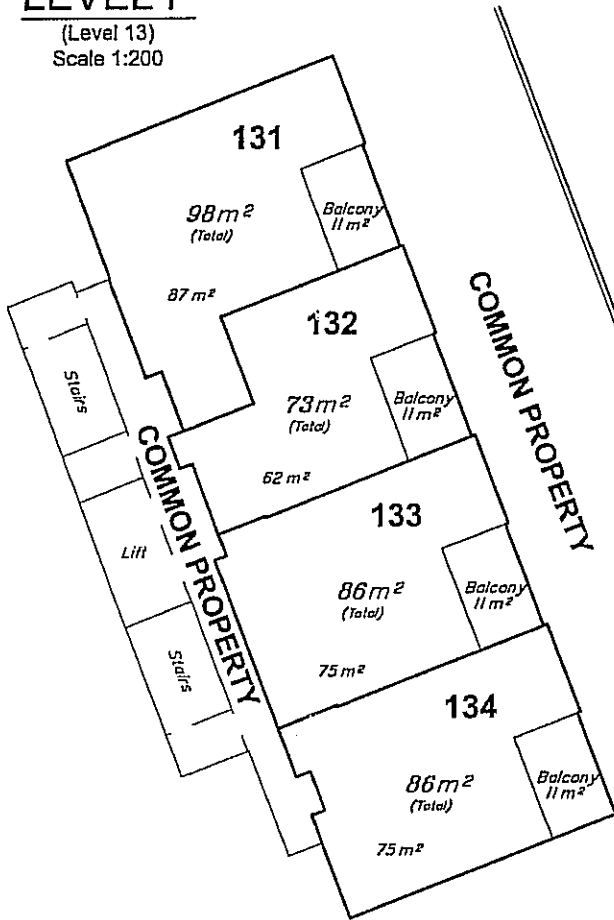 (Level 13)
Scale 1:200
131
98m²
(Total)
Balcony
11 m²
87 m²
132
73m²
(Total)
Balcony
11 m²
62 m²
COMMON PROPERTY
Stairs
COMMON PROPERTY
Lift
Stairs
133
86m²
(Total)
Balcony
11 m²
75 m²
134
86m²
(Total)
Balcony
11 m²
75 m²